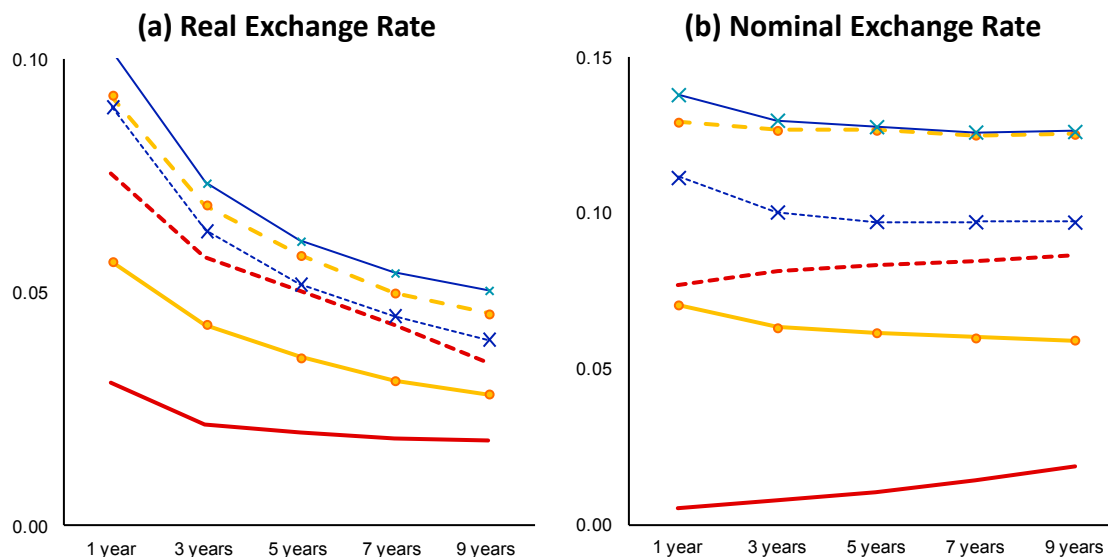 (a) Real Exchange Rate
0.10
0.05
0.00
1 year 3 years 5 years 7 years 9 years
(b) Nominal Exchange Rate
0.15
0.10
0.05
0.00
1 year 3 years 5 years 7 years 9 years